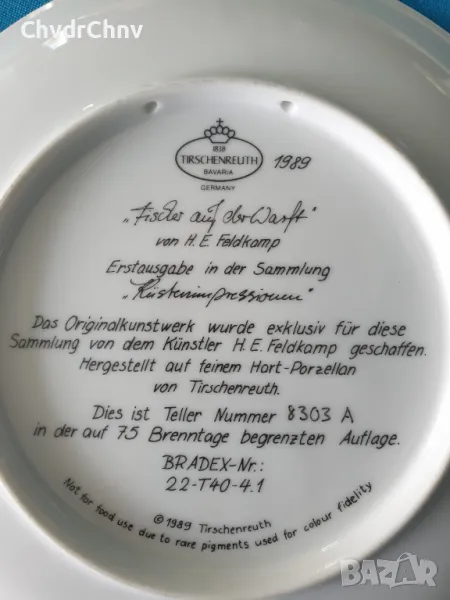 ChvdrChnv
1838
TIRSCHENREUTH
BAVARIA
GERMANY
1989
„Fischer auf der Warft"
von H. E. Feldkamp
Erstausgabe in der Sammlung
„Küstenimpressionen"
Das Originalkunstwerk wurde exklusiv für diese
Sammlung von dem Künstler H. E. Feldkamp geschaffen.
Hergestellt auf feinem Hart-Porzellan
von Tirschenreuth.
Dies ist Teller Nummer 8303 A
in der auf 75 Brenntage begrenzten Auflage.
BRADEX-Nr.:
22-T40-4.1
© 1989 Tirschenreuth
Not for food use due to rare pigments used for colour fidelity
BAZAR